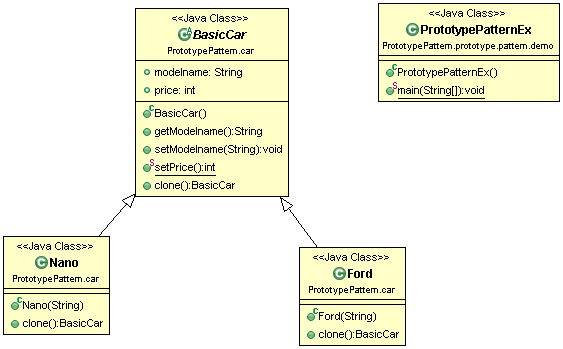 <<Java Class>>
BasicCar
PrototypePattern.car
modelname: String
price: int
BasicCar()
getModelname():String
setModelname(String):void
setPrice():int
clone():BasicCar
<<Java Class>>
PrototypePatternEx
PrototypePattern.prototype.pattern.demo
PrototypePatternEx()
main(String[]):void
<<Java Class>>
Nano
PrototypePattern.car
Nano(String)
clone():BasicCar
<<Java Class>>
Ford
PrototypePattern.car
Ford(String)
clone():BasicCar